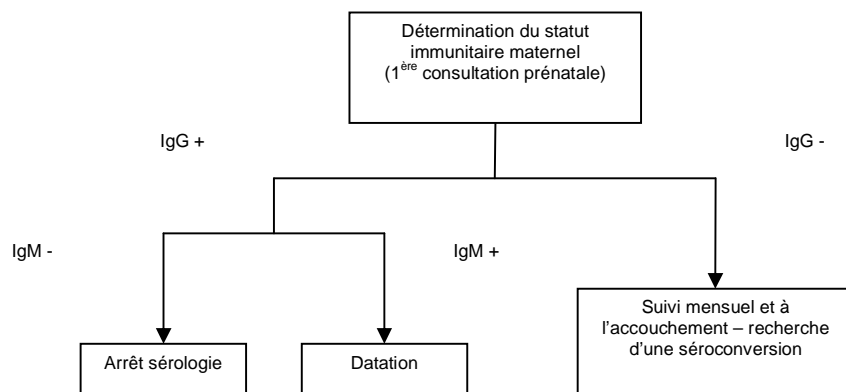 Détermination du statut
immunitaire maternel
(1ère consultation prénatale)
IgG +
IgG -
IgM -
IgM +
Suivi mensuel et à
l’accouchement – recherche
d’une séroconversion
Arrêt sérologie
Datation